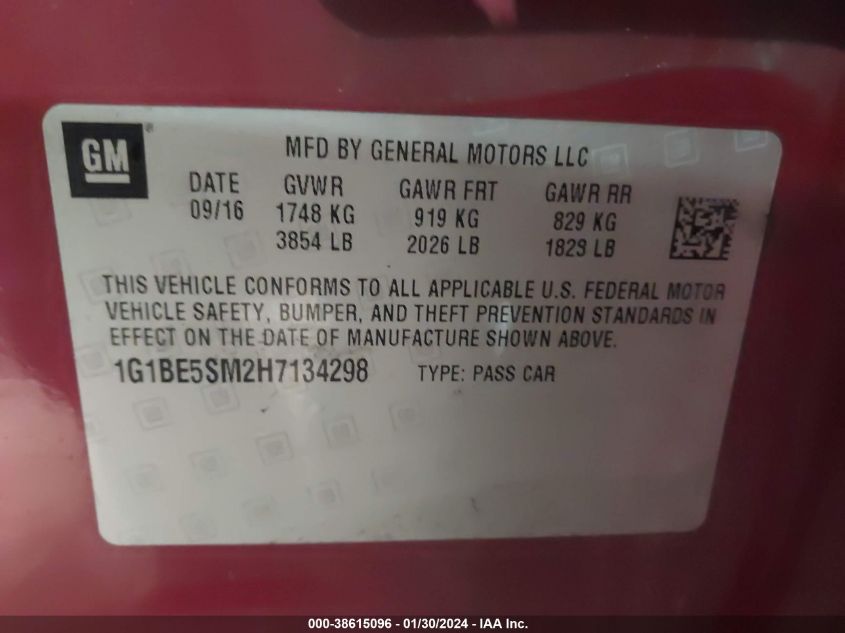 GM®
MFD BY GENERAL MOTORS LLC
DATE GVWR GAWR FRT GAWR RR
09/16 1748 KG 919 KG 829 KG
3854 LB 2026 LB 1823 LB
THIS VEHICLE CONFORMS TO ALL APPLICABLE U.S. FEDERAL MOTOR
VEHICLE SAFETY, BUMPER, AND THEFT PREVENTION STANDARDS IN
EFFECT ON THE DATE OF MANUFACTURE SHOWN ABOVE.
1G1BE5SM2H7134298 TYPE: PASS CAR
000-38615096 - 01/30/2024 - IAA, Inc.